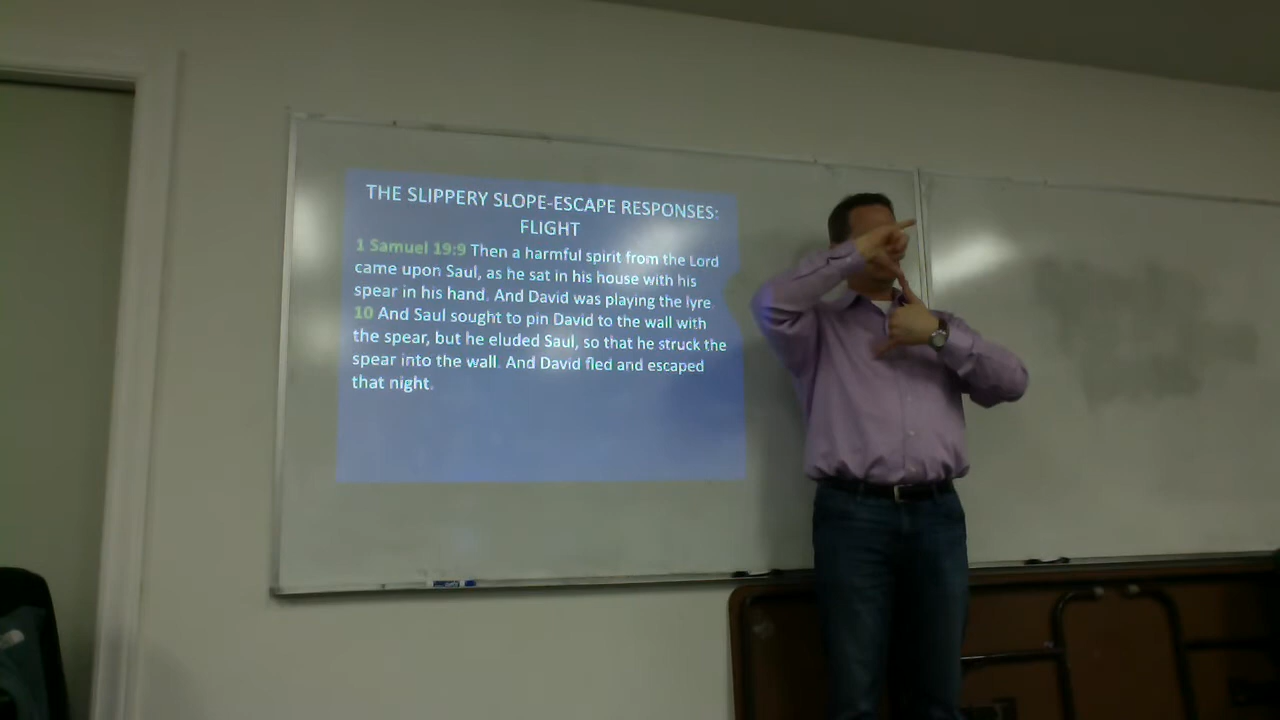 THE SLIPPERY SLOPE-ESCAPE RESPONSES:
FLIGHT
1 Samuel 19:9 Then a harmful spirit from the Lord
came upon Saul, as he sat in his house with his
spear in his hand. And David was playing the lyre.
10 And Saul sought to pin David to the wall with
the spear, but he eluded Saul, so that he struck the
spear into the wall. And David fled and escaped
that night.